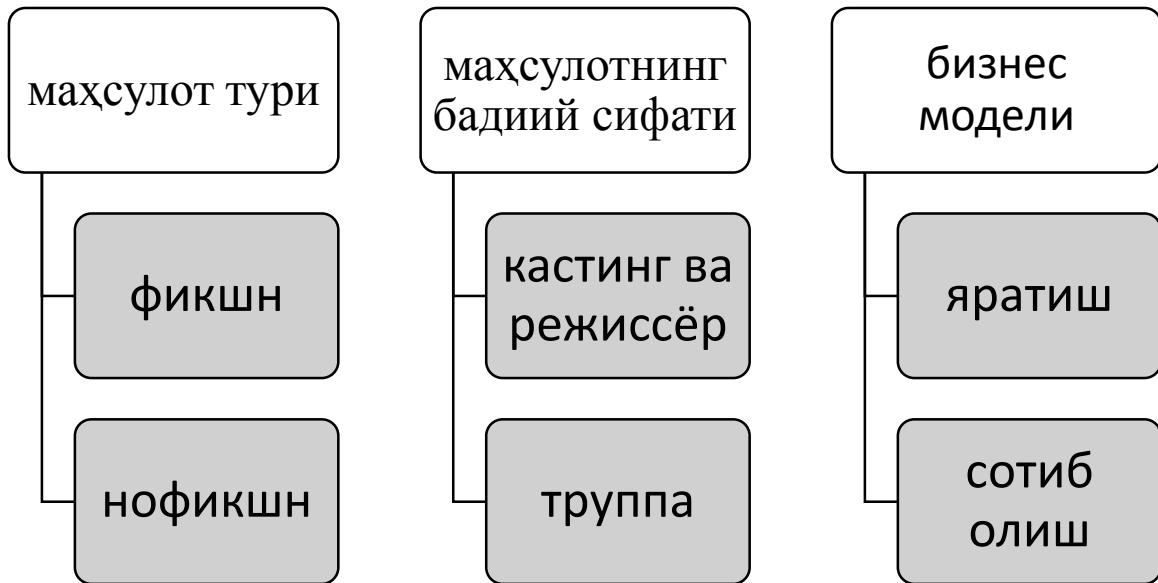 маҳсулот тури
фикшн
нофикшн
маҳсулотнинг
бадиий сифати
кастинг ва
режиссёр
труппа
бизнес
модели
яратиш
сотиб
олиш